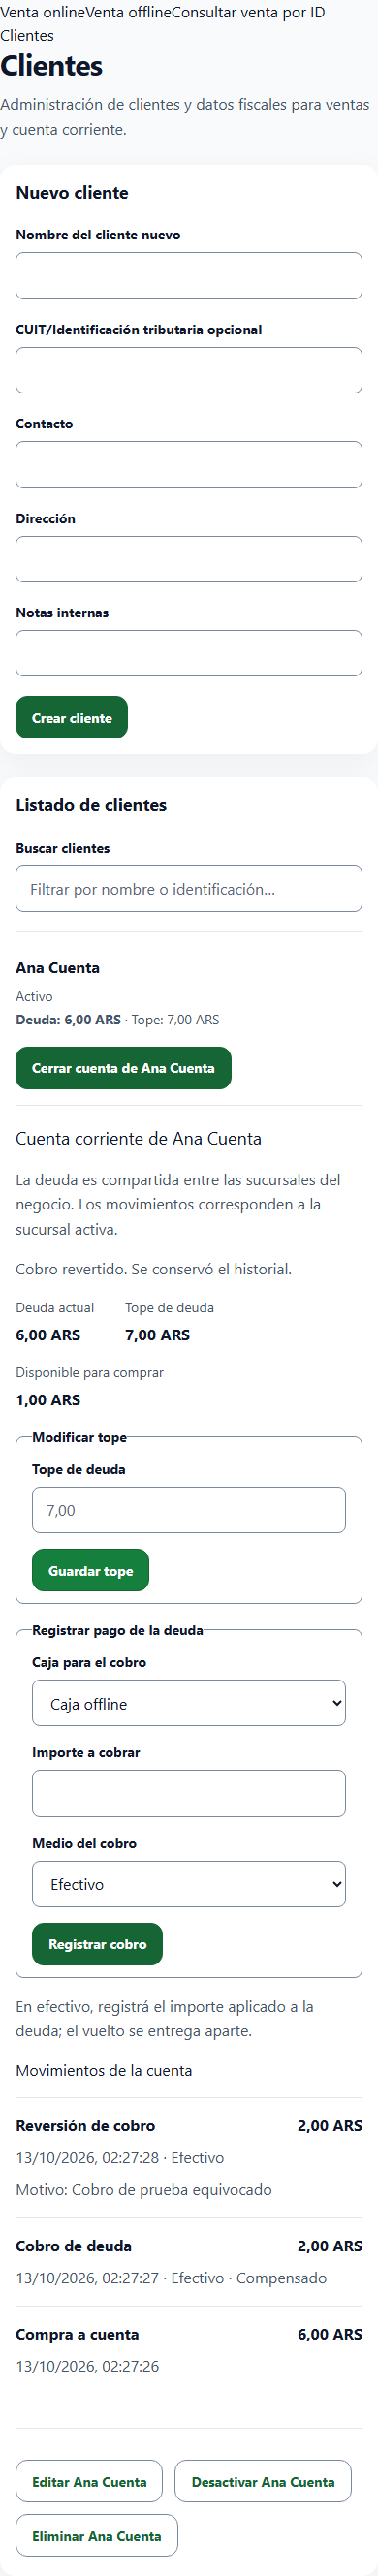 Venta onlineVenta offlineConsultar venta por ID
Clientes
Clientes
Administración de clientes y datos fiscales para ventas
y cuenta corriente.
Nuevo cliente
Nombre del cliente nuevo
CUIT/Identificación tributaria opcional
Contacto
Dirección
Notas internas
Crear cliente
Listado de clientes
Buscar clientes
Filtrar por nombre o identificación...
Ana Cuenta
Activo
Deuda: 6,00 ARS · Tope: 7,00 ARS
Cerrar cuenta de Ana Cuenta
Cuenta corriente de Ana Cuenta
La deuda es compartida entre las sucursales del
negocio. Los movimientos corresponden a la
sucursal activa.
Cobro revertido. Se conservó el historial.
Deuda actual Tope de deuda
6,00 ARS 7,00 ARS
Disponible para comprar
1,00 ARS
Modificar tope
Tope de deuda
7,00
Guardar tope
Registrar pago de la deuda
Caja para el cobro
Caja offline
Importe a cobrar
Medio del cobro
Efectivo
Registrar cobro
En efectivo, registrá el importe aplicado a la
deuda; el vuelto se entrega aparte.
Movimientos de la cuenta
Reversión de cobro 2,00 ARS
13/10/2026, 02:27:28 · Efectivo
Motivo: Cobro de prueba equivocado
Cobro de deuda 2,00 ARS
13/10/2026, 02:27:27 · Efectivo · Compensado
Compra a cuenta 6,00 ARS
13/10/2026, 02:27:26
Editar Ana Cuenta Desactivar Ana Cuenta
Eliminar Ana Cuenta